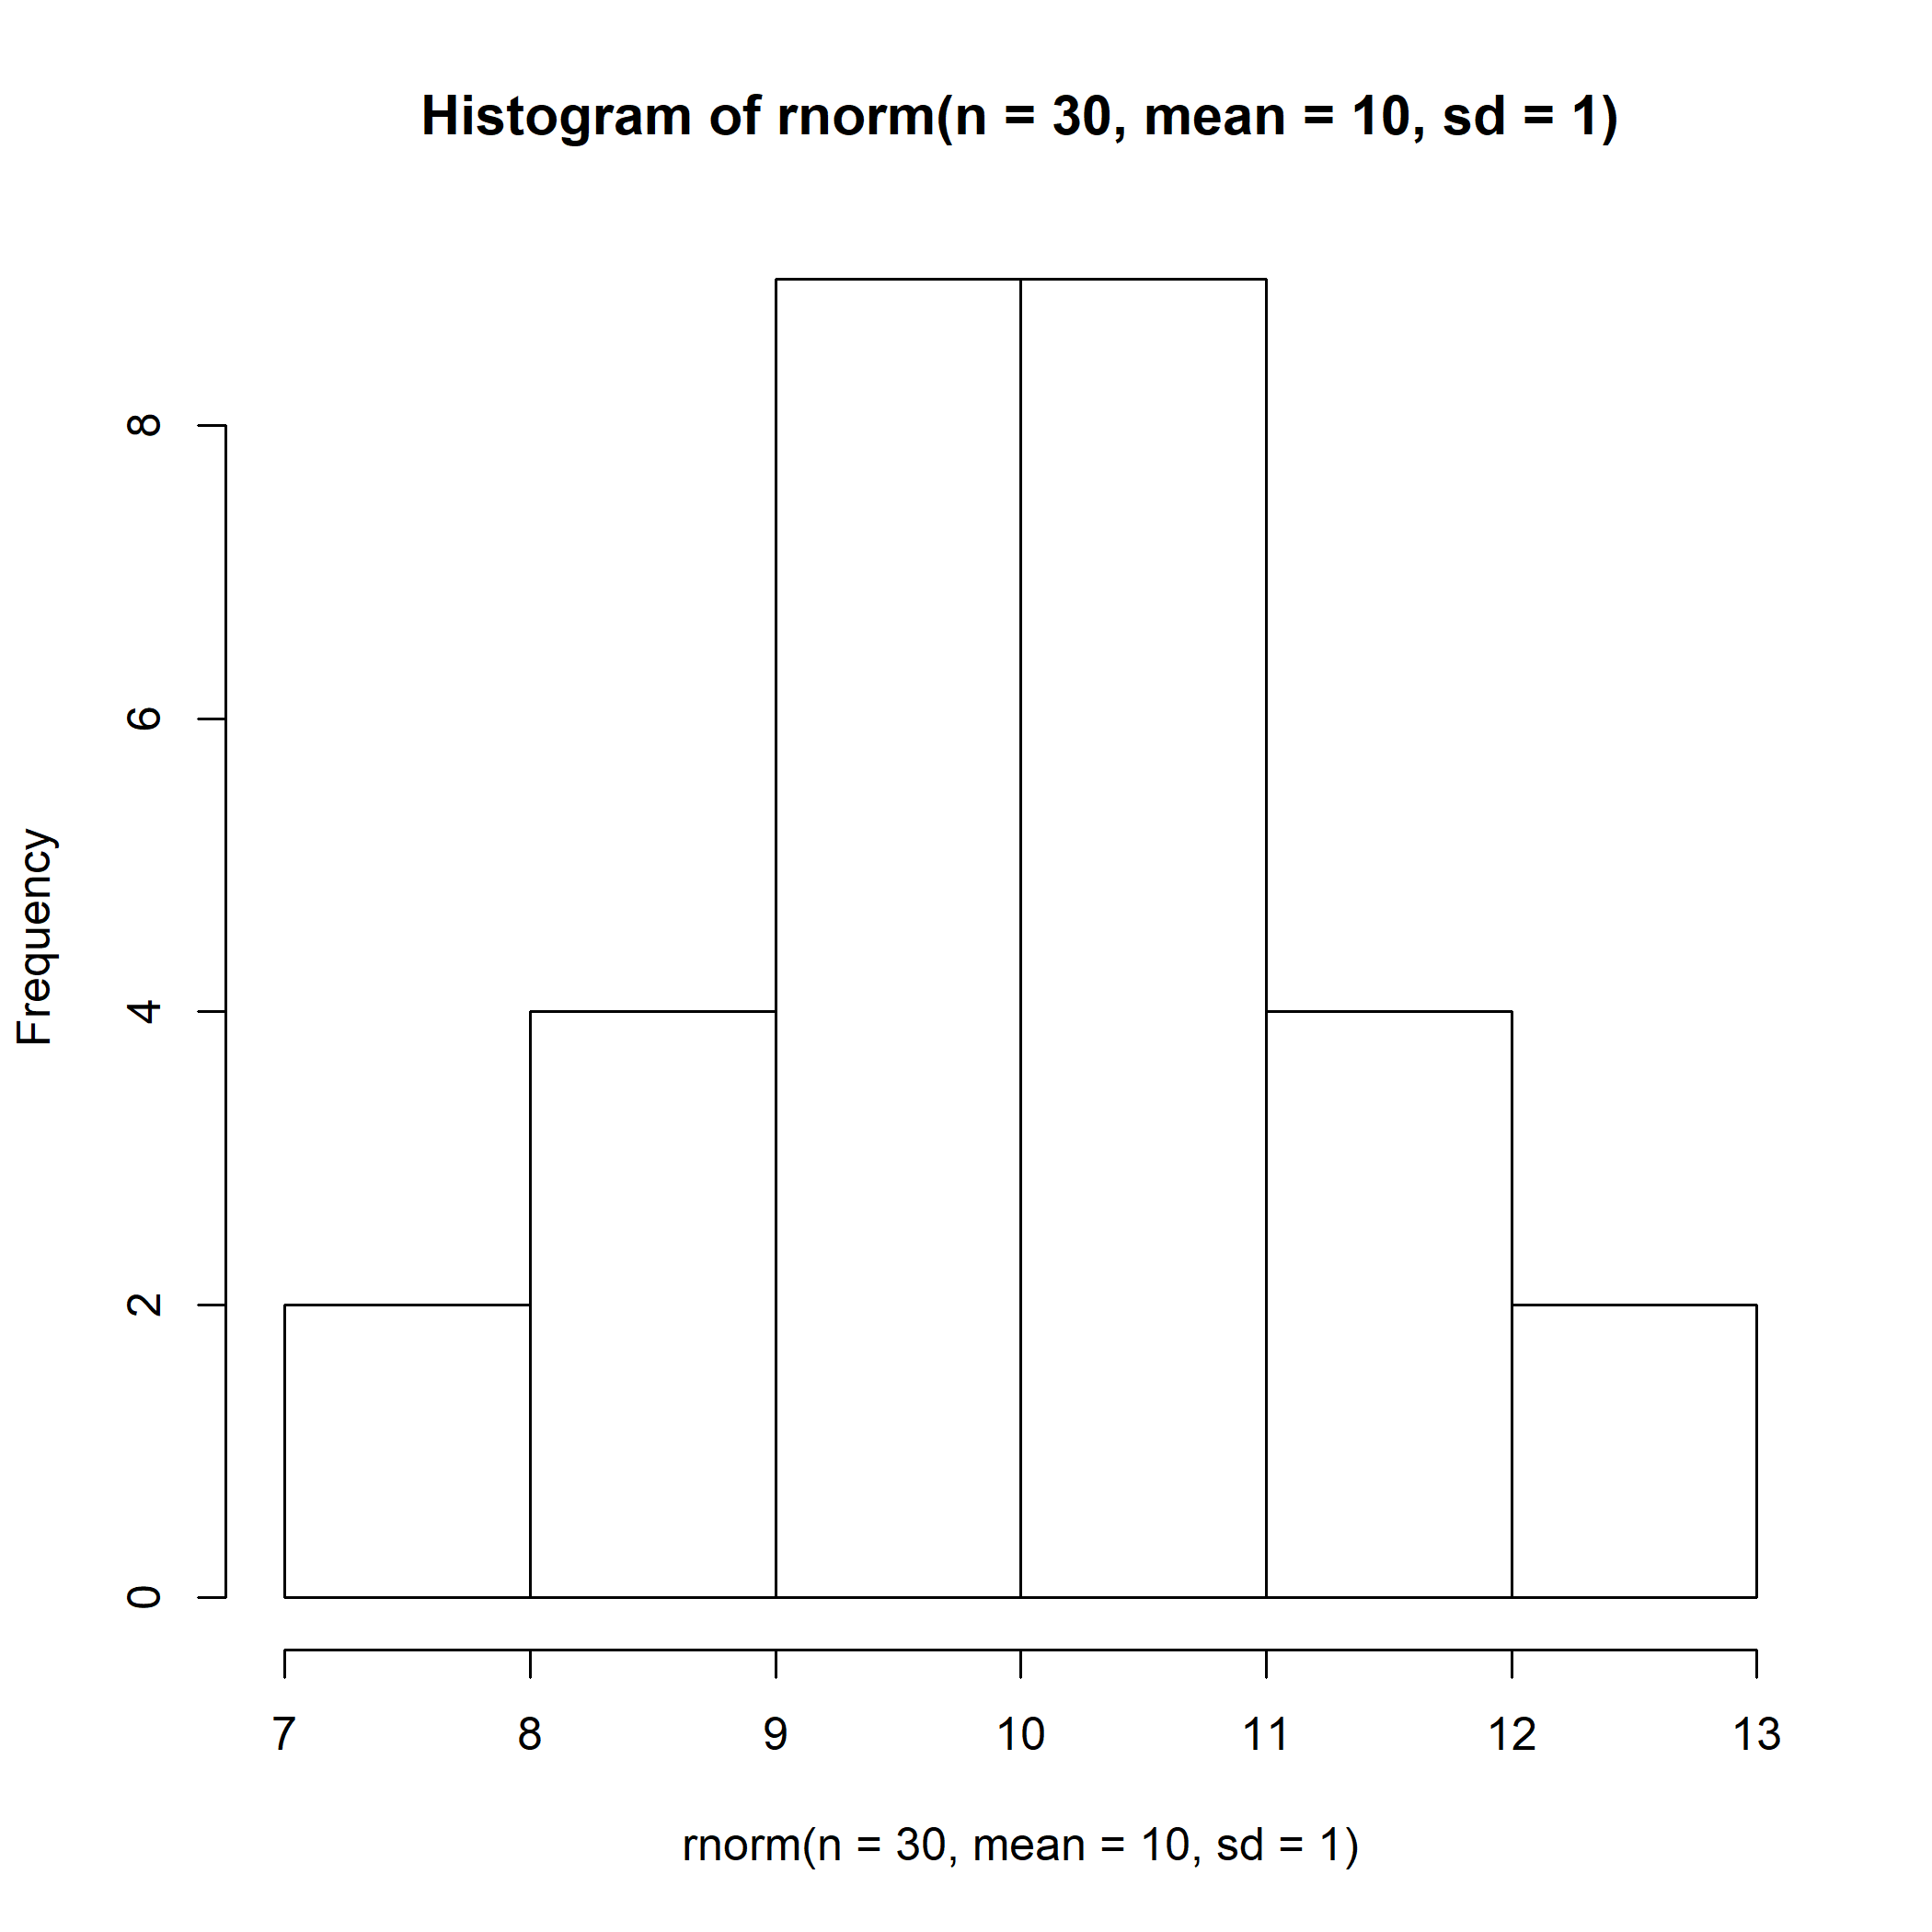 Histogram of rnorm(n = 30, mean = 10, sd = 1)
Frequency
8
6
4
2
0
7 8 9 10 11 12 13
rnorm(n = 30, mean = 10, sd = 1)